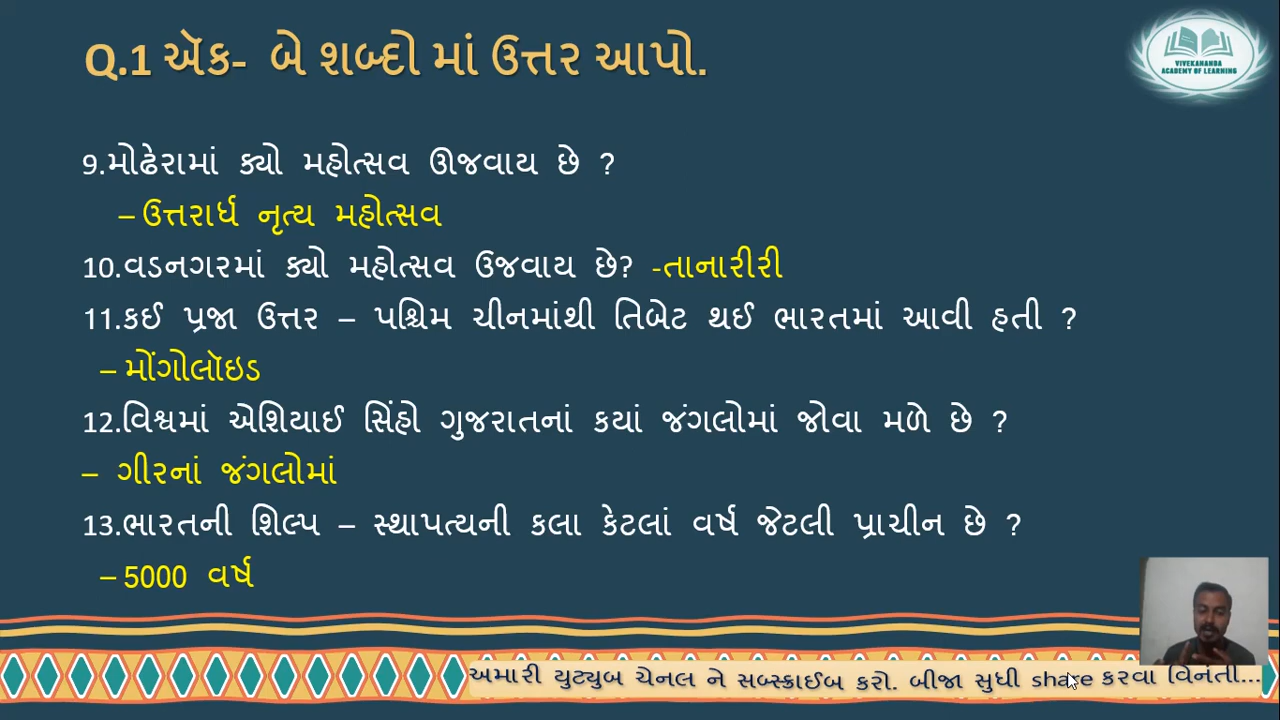 Q.1 ઍક- બે શબ્દો માં ઉત્તર આપો.
VIVEKANANDA
ACADEMY OF LEARNING
9.મોઢેરામાં ક્યો મહોત્સવ ઊજવાય છે ?
– ઉત્તરાર્ધ નૃત્ય મહોત્સવ
10.વડનગરમાં ક્યો મહોત્સવ ઉજવાય છે? -તાનારીરી
11.કઈ પ્રજા ઉત્તર – પશ્ચિમ ચીનમાંથી તિબેટ થઈ ભારતમાં આવી હતી ?
– મોંગોલૉઇડ
12.વિશ્વમાં એશિયાઈ સિંહો ગુજરાતનાં કયાં જંગલોમાં જોવા મળે છે ?
– ગીરનાં જંગલોમાં
13.ભારતની શિલ્પ – સ્થાપત્યની કલા કેટલાં વર્ષ જેટલી પ્રાચીન છે ?
– 5000 વર્ષ
અમારી યુટ્યુબ ચેનલ ને સબ્સ્ક્રાઈબ કરો. બીજા સુધી share કરવા વિનંતી...